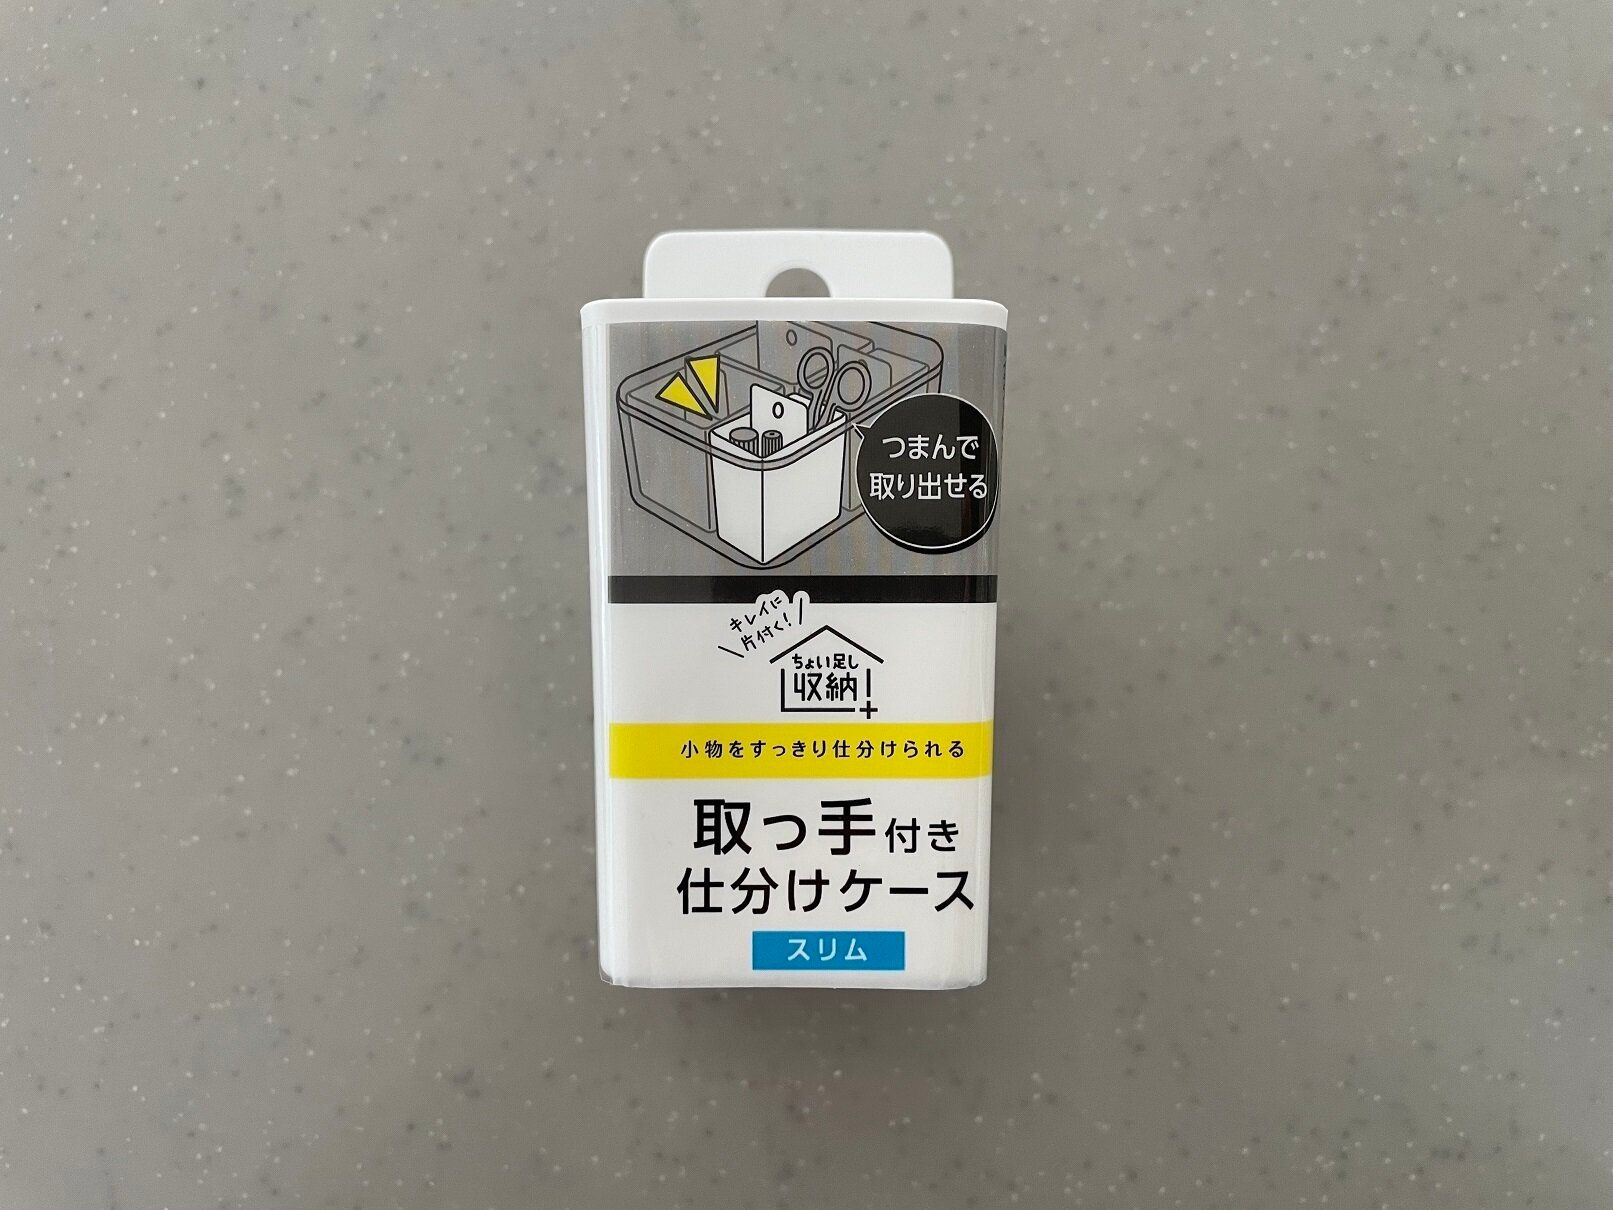 つまんで
取り出せる
キレイに
片付く!
ちょい足し
収納
+
小物をすっきり仕分けられる
取っ手付き
仕分けケース
スリム